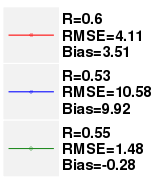 R=0.6
RMSE=4.11
Bias=3.51
R=0.53
RMSE=10.58
Bias=9.92
R=0.55
RMSE=1.48
Bias=-0.28